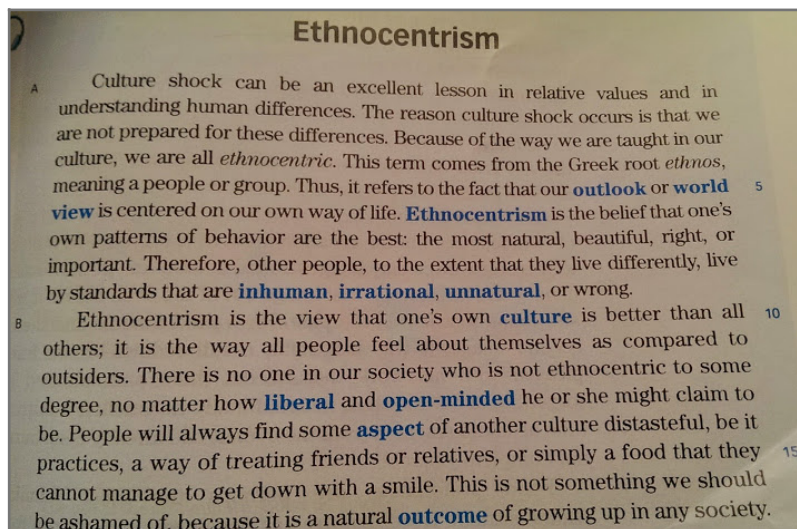 Ethnocentrism
A Culture shock can be an excellent lesson in relative values and in
understanding human differences. The reason culture shock occurs is that we
are not prepared for these differences. Because of the way we are taught in our
culture, we are all ethnocentric. This term comes from the Greek root ethnos,
meaning a people or group. Thus, it refers to the fact that our outlook or world 5
view is centered on our own way of life. Ethnocentrism is the belief that one's
own patterns of behavior are the best: the most natural, beautiful, right, or
important. Therefore, other people, to the extent that they live differently, live
by standards that are inhuman, irrational, unnatural, or wrong.
B Ethnocentrism is the view that one's own culture is better than all 10
others; it is the way all people feel about themselves as compared to
outsiders. There is no one in our society who is not ethnocentric to some
degree, no matter how liberal and open-minded he or she might claim to
be. People will always find some aspect of another culture distasteful, be it
practices, a way of treating friends or relatives, or simply a food that they 15
cannot manage to get down with a smile. This is not something we should
be ashamed of, because it is a natural outcome of growing up in any society.